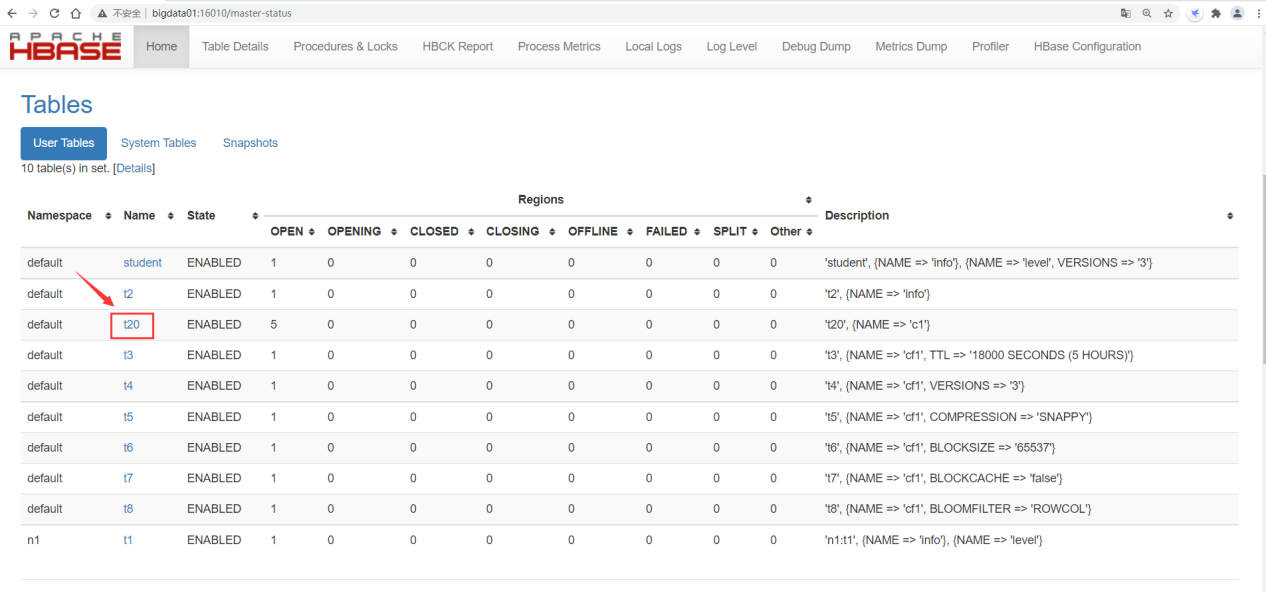 不安全 bigdata01:16010/master-status
APACHE
HBASE
Home Table Details Procedures & Locks HBCK Report Process Metrics Local Logs Log Level Debug Dump Metrics Dump Profiler HBase Configuration
Tables
User Tables System Tables Snapshots
10 table(s) in set. [Details]
Regions
Namespace Name State Description
OPEN OPENING CLOSED CLOSING OFFLINE FAILED SPLIT Other
default student ENABLED 1 0 0 0 0 0 0 0 'student', {NAME => 'info'}, {NAME => 'level', VERSIONS => '3'}
default t2 ENABLED 1 0 0 0 0 0 0 0 't2', {NAME => 'info'}
default t20 ENABLED 5 0 0 0 0 0 0 0 't20', {NAME => 'c1'}
default t3 ENABLED 1 0 0 0 0 0 0 0 't3', {NAME => 'cf1', TTL => '18000 SECONDS (5 HOURS)'}
default t4 ENABLED 1 0 0 0 0 0 0 0 't4', {NAME => 'cf1', VERSIONS => '3'}
default t5 ENABLED 1 0 0 0 0 0 0 0 't5', {NAME => 'cf1', COMPRESSION => 'SNAPPY'}
default t6 ENABLED 1 0 0 0 0 0 0 0 't6', {NAME => 'cf1', BLOCKSIZE => '65537'}
default t7 ENABLED 1 0 0 0 0 0 0 0 't7', {NAME => 'cf1', BLOCKCACHE => 'false'}
default t8 ENABLED 1 0 0 0 0 0 0 0 't8', {NAME => 'cf1', BLOOMFILTER => 'ROWCOL'}
n1 t1 ENABLED 1 0 0 0 0 0 0 0 'n1:t1', {NAME => 'info'}, {NAME => 'level'}